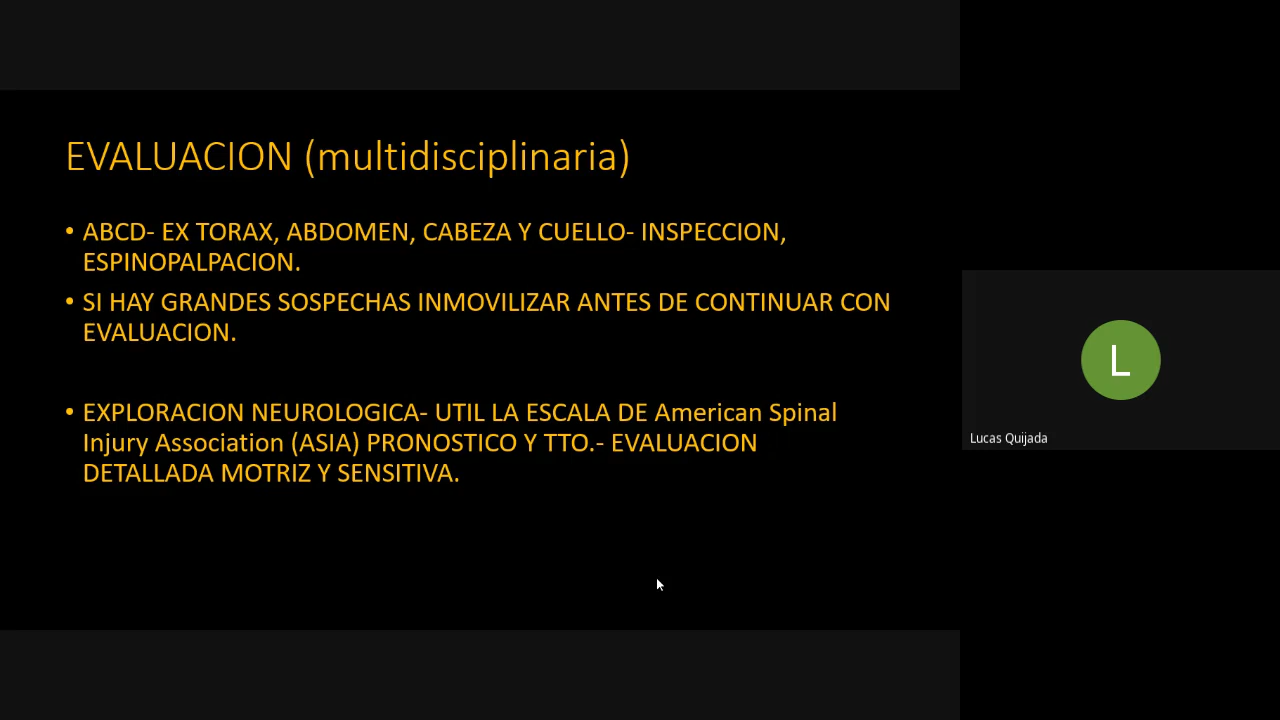 EVALUACION (multidisciplinaria)
• ABCD- EX TORAX, ABDOMEN, CABEZA Y CUELLO- INSPECCION,
ESPINOPALPACION.
• SI HAY GRANDES SOSPECHAS INMOVILIZAR ANTES DE CONTINUAR CON
EVALUACION.
• EXPLORACION NEUROLOGICA- UTIL LA ESCALA DE American Spinal
Injury Association (ASIA) PRONOSTICO Y TTO.- EVALUACION
DETALLADA MOTRIZ Y SENSITIVA.
L
Lucas Quijada